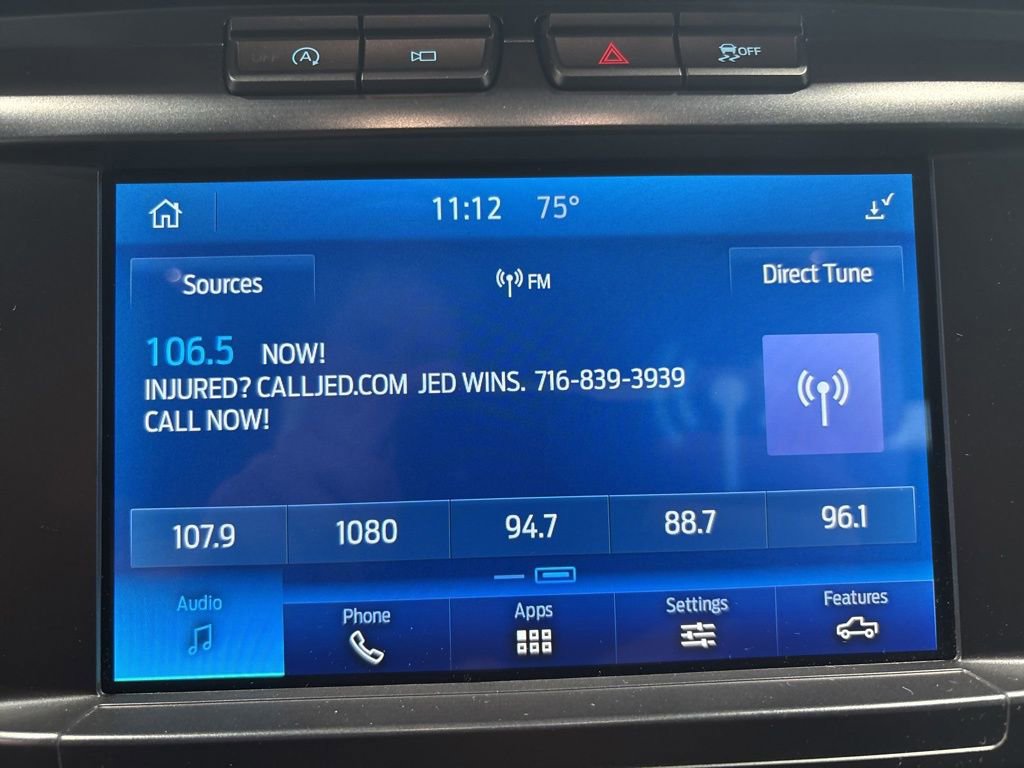 OFF A OFF
11:12 75°
Sources FM Direct Tune
106.5 NOW!
INJURED? CALLJED.COM JED WINS. 716-839-3939
CALL NOW!
107.9 1080 94.7 88.7 96.1
Audio Phone Apps Settings Features